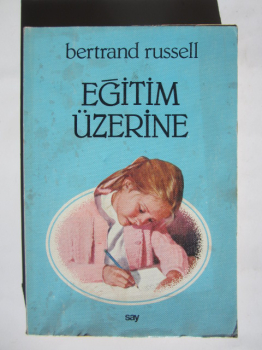 bertrand russell
EĞİTİM
ÜZERİNE
say